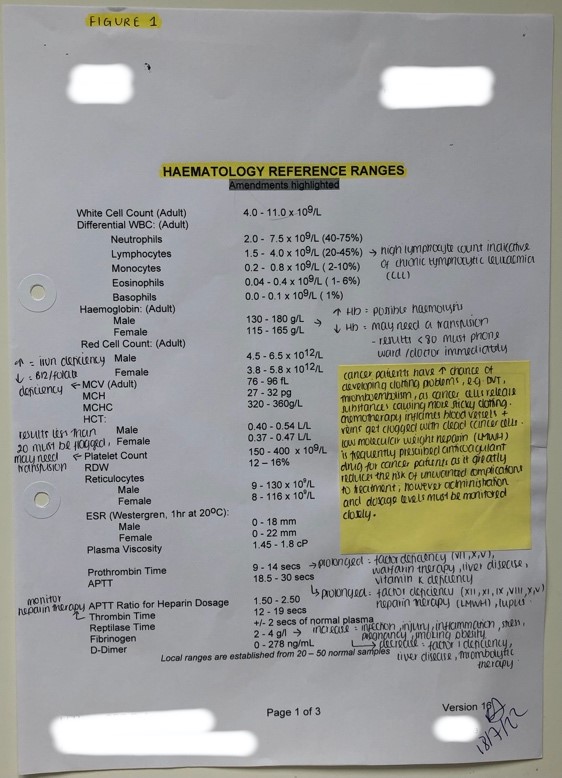 FIGURE 1
HAEMATOLOGY REFERENCE RANGES
Amendments highlighted
White Cell Count (Adult) 4.0 - 11.0 x 10⁹/L
Differential WBC: (Adult)
Neutrophils 2.0 - 7.5 x 10⁹/L (40-75%)
Lymphocytes 1.5 - 4.0 x 10⁹/L (20-45%) → high lymphocyte count indicative
Monocytes 0.2 - 0.8 x 10⁹/L ( 2-10%) of chronic lymphocytic leukaemia
Eosinophils 0.04 - 0.4 x 10⁹/L ( 1- 6%) (CLL)
Basophils 0.0 - 0.1 x 10⁹/L ( 1%)
Haemoglobin: (Adult) ↑ Hb = possible haemolysis
Male 130 - 180 g/L →
Female 115 - 165 g/L ↓ Hb = may need a transfusion
- results <80 must phone
ward/doctor immediately
Red Cell Count: (Adult)
Male 4.5 - 6.5 x 10¹²/L
Female 3.8 - 5.8 x 10¹²/L
↑ = iron deficiency
↓ = B12/folate
deficiency ← MCV (Adult) 76 - 96 fL
MCH 27 - 32 pg
MCHC 320 - 360g/L
HCT:
Male 0.40 - 0.54 L/L
Female 0.37 - 0.47 L/L
results less than
20 must be flagged,
may need ← Platelet Count 150 - 400 x 10⁹/L
transfusion
RDW 12 – 16%
Reticulocytes
Male 9 - 130 x 10⁹/L
Female 8 - 116 x 10⁹/L
ESR (Westergren, 1hr at 20ºC):
Male 0 - 18 mm
Female 0 - 22 mm
Plasma Viscosity 1.45 - 1.8 cP
cancer patients have ↑ chance of
developing clotting problems, e.g DVT,
thromboembolism, as cancer cells release
substances causing more sticky clotting.
chemotherapy inflames blood vessels +
veins get clogged with dead cancer cells.
low molecular weight heparin (LMWH)
is frequently prescribed anticoagulant
drug for cancer patients as it greatly
reduces the risk of unwanted complications
to treatment, however administration
and dosage levels must be monitored
closely.
Prothrombin Time 9 - 14 secs → prolonged = factor deficiency (VII, X, V),
warfarin therapy, liver disease,
vitamin K deficiency
APTT 18.5 - 30 secs
↳ prolonged = factor deficiency (XII, XI, IX, VIII, X, V)
heparin therapy (LMWH), lupus.
monitor
heparin therapy APTT Ratio for Heparin Dosage 1.50 - 2.50
Thrombin Time 12 – 19 secs
Reptilase Time +/- 2 secs of normal plasma
Fibrinogen 2 – 4 g/l → increase = infection, injury, inflammation,
pregnancy, smoking obesity
D-Dimer 0 - 278 ng/mL
↳ decrease = factor I deficiency,
liver disease, thrombolytic
therapy.
Local ranges are established from 20 – 50 normal samples
Page 1 of 3
Version 16
18/7/22